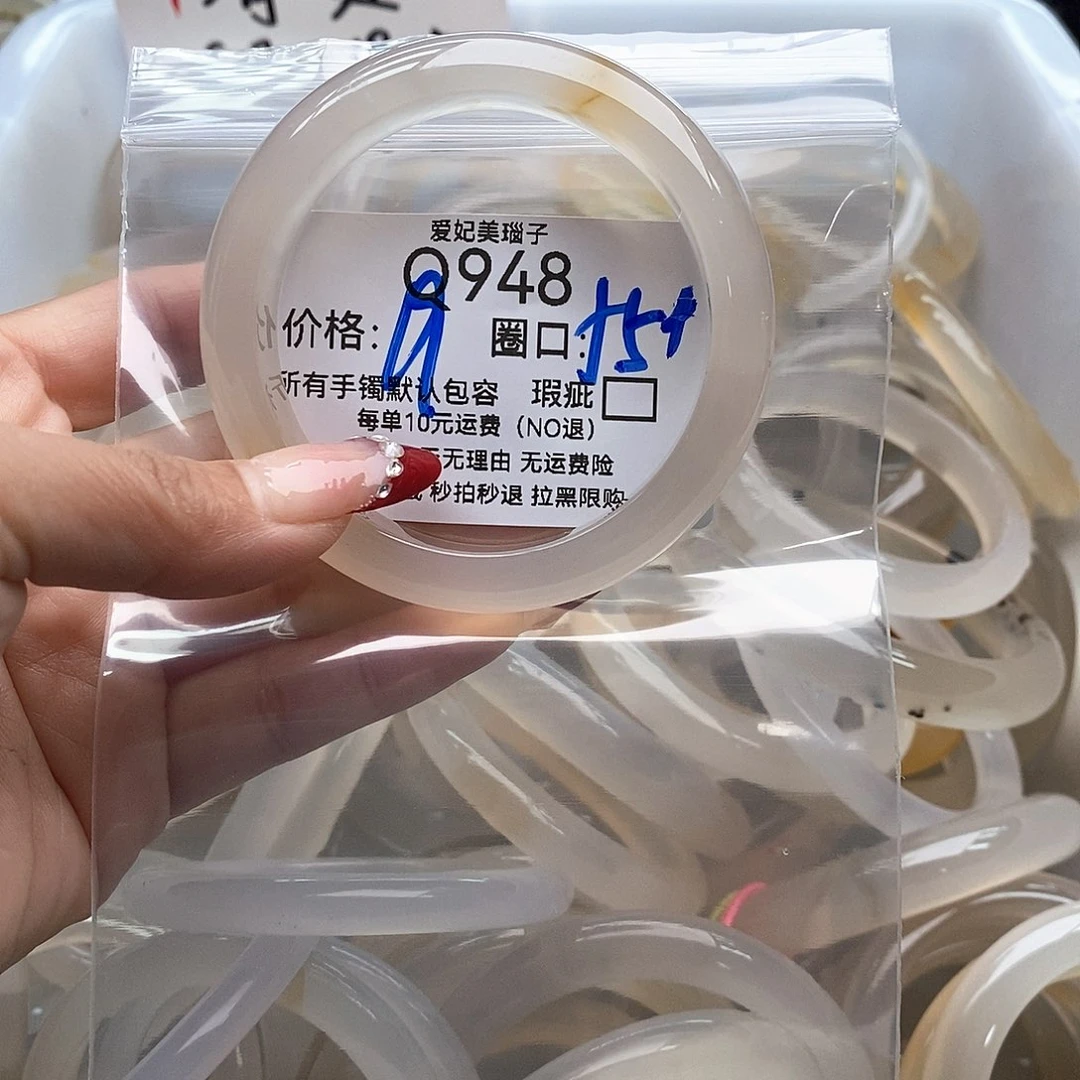 爱妃美瑙子
Q948
价格：9 圈口：55+
所有手镯默认包容 瑕疵
每单10元运费（NO退）
无理由 无运费险
秒拍秒退 拉黑限购